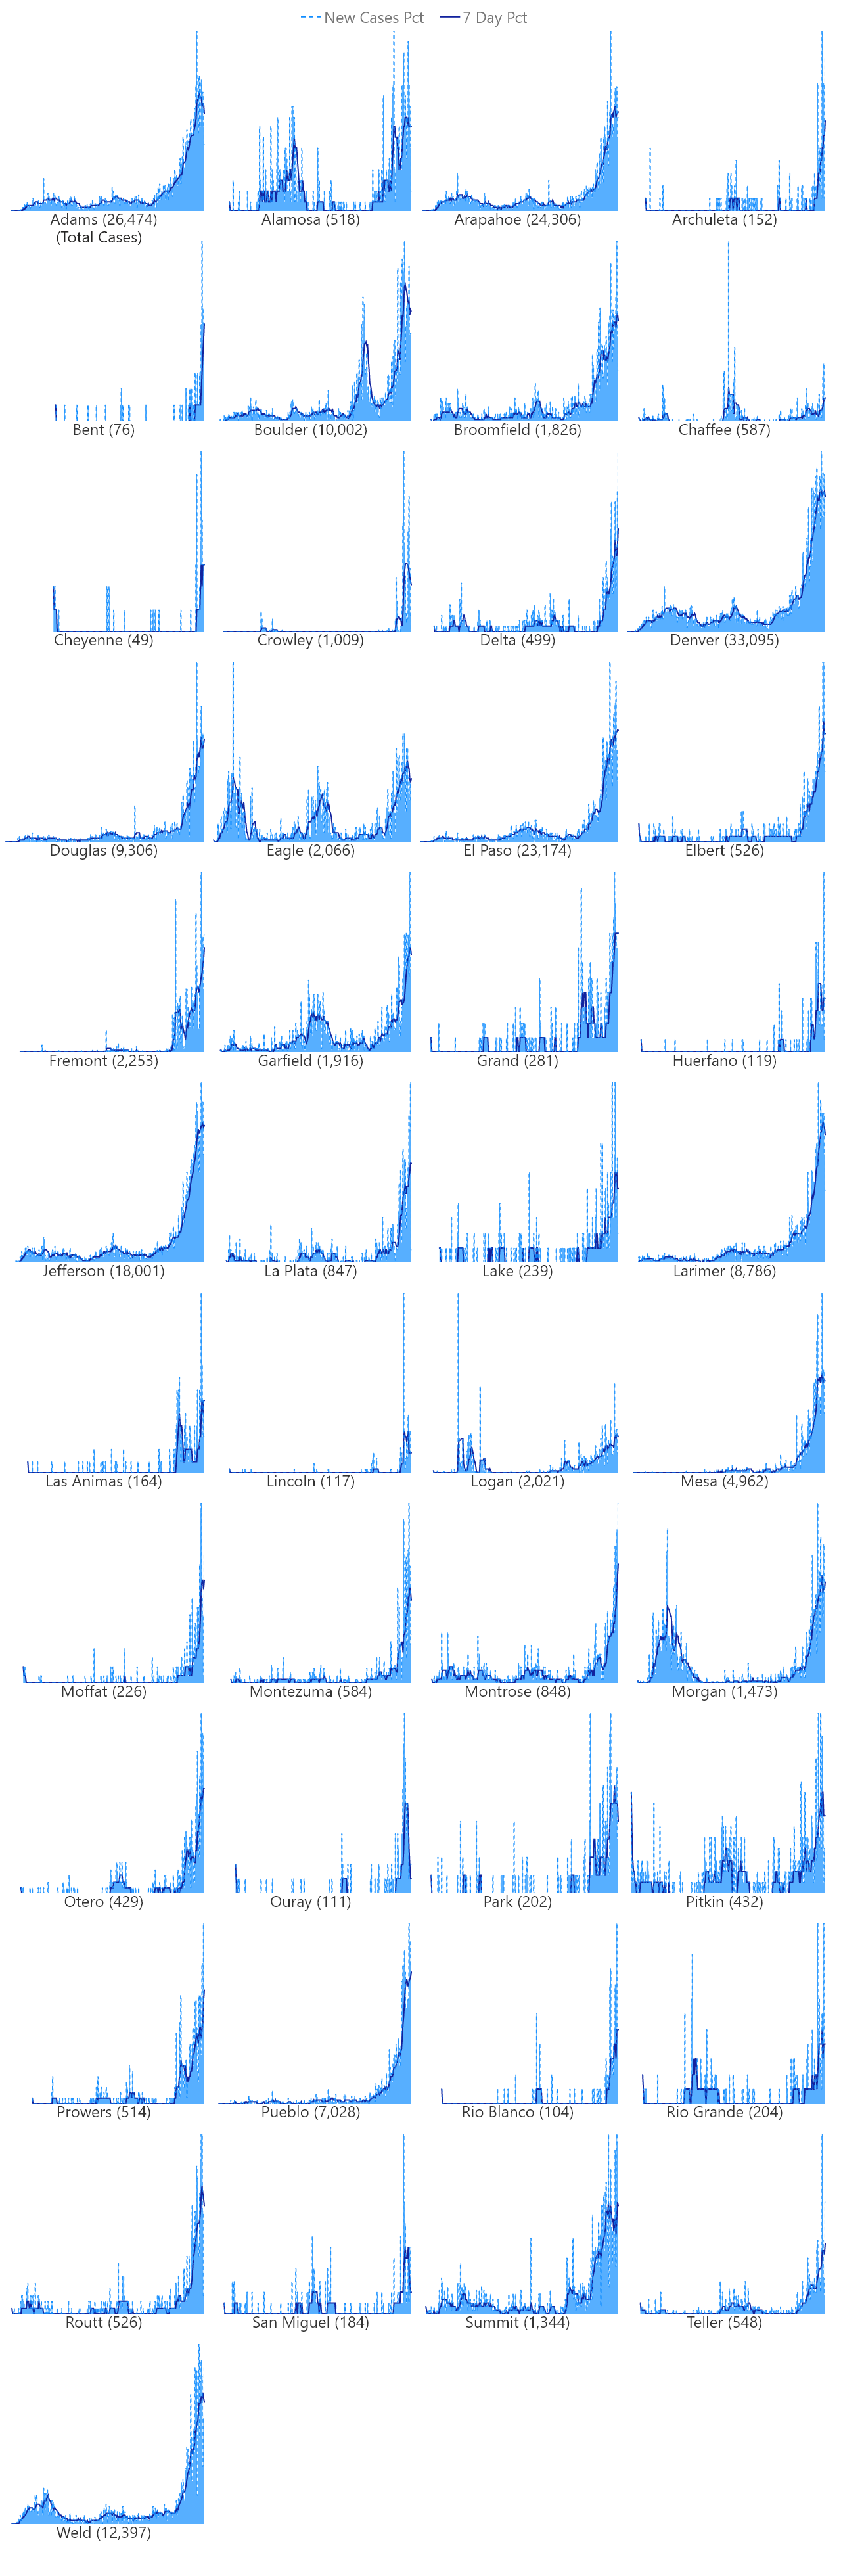 New Cases Pct 7 Day Pct
Adams (26,474) Alamosa (518) Arapahoe (24,306) Archuleta (152)
(Total Cases)
Bent (76) Boulder (10,002) Broomfield (1,826) Chaffee (587)
Cheyenne (49) Crowley (1,009) Delta (499) Denver (33,095)
Douglas (9,306) Eagle (2,066) El Paso (23,174) Elbert (526)
Fremont (2,253) Garfield (1,916) Grand (281) Huerfano (119)
Jefferson (18,001) La Plata (847) Lake (239) Larimer (8,786)
Las Animas (164) Lincoln (117) Logan (2,021) Mesa (4,962)
Moffat (226) Montezuma (584) Montrose (848) Morgan (1,473)
Otero (429) Ouray (111) Park (202) Pitkin (432)
Prowers (514) Pueblo (7,028) Rio Blanco (104) Rio Grande (204)
Routt (526) San Miguel (184) Summit (1,344) Teller (548)
Weld (12,397)